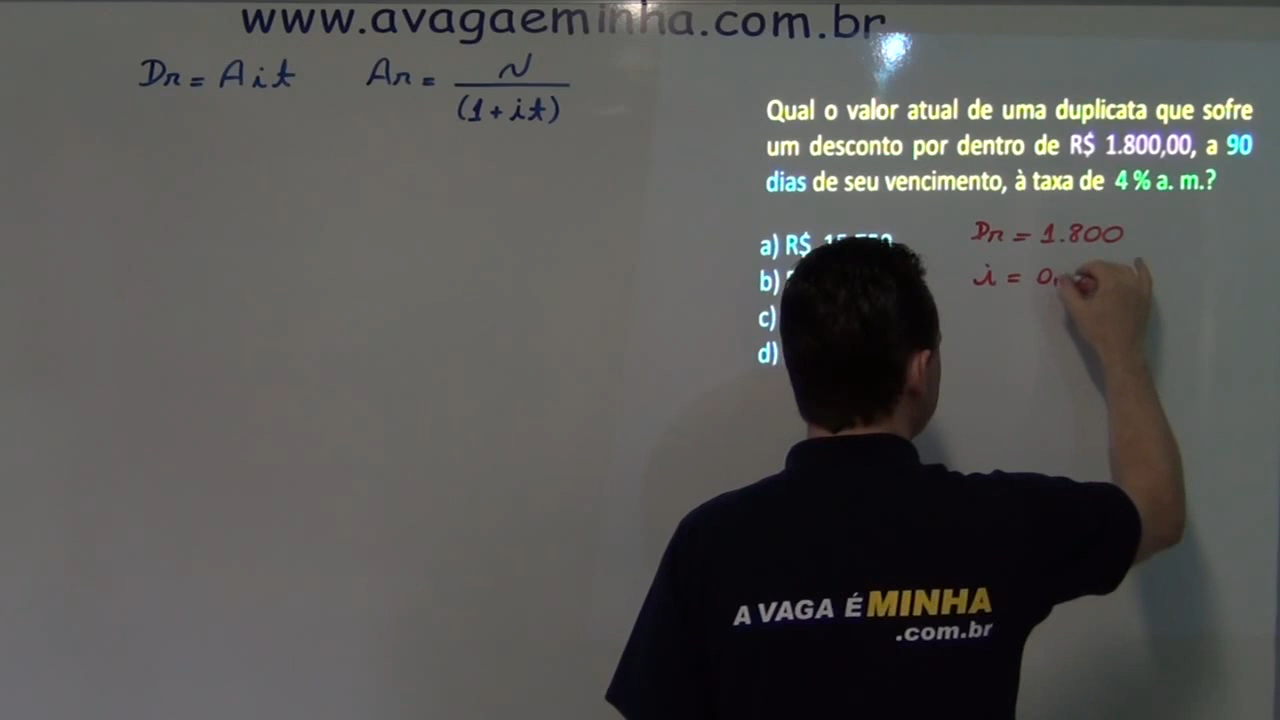 www.avagaeminha.com.br
Dr = A i t
Ar = N / (1 + it)
Qual o valor atual de uma duplicata que sofre
um desconto por dentro de R$ 1.800,00, a 90
dias de seu vencimento, à taxa de 4 % a. m.?
a) R$
b)
c)
d)
Dr = 1.800
i = 0,
A VAGA É MINHA
.com.br